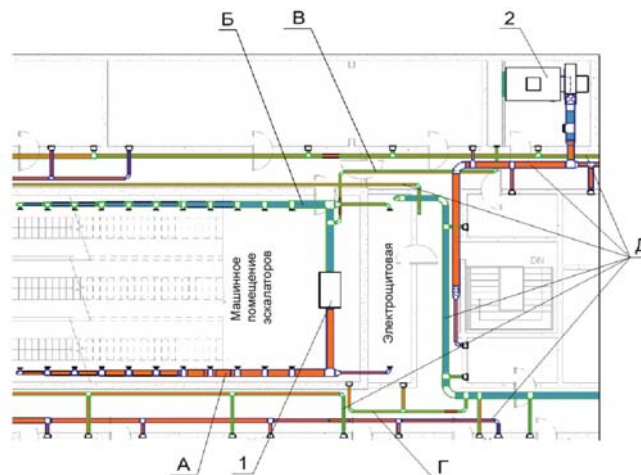 Б
В
2
Д
Машинное
помещение
эскалаторов
Электрощитовая
DN
А
1
Г